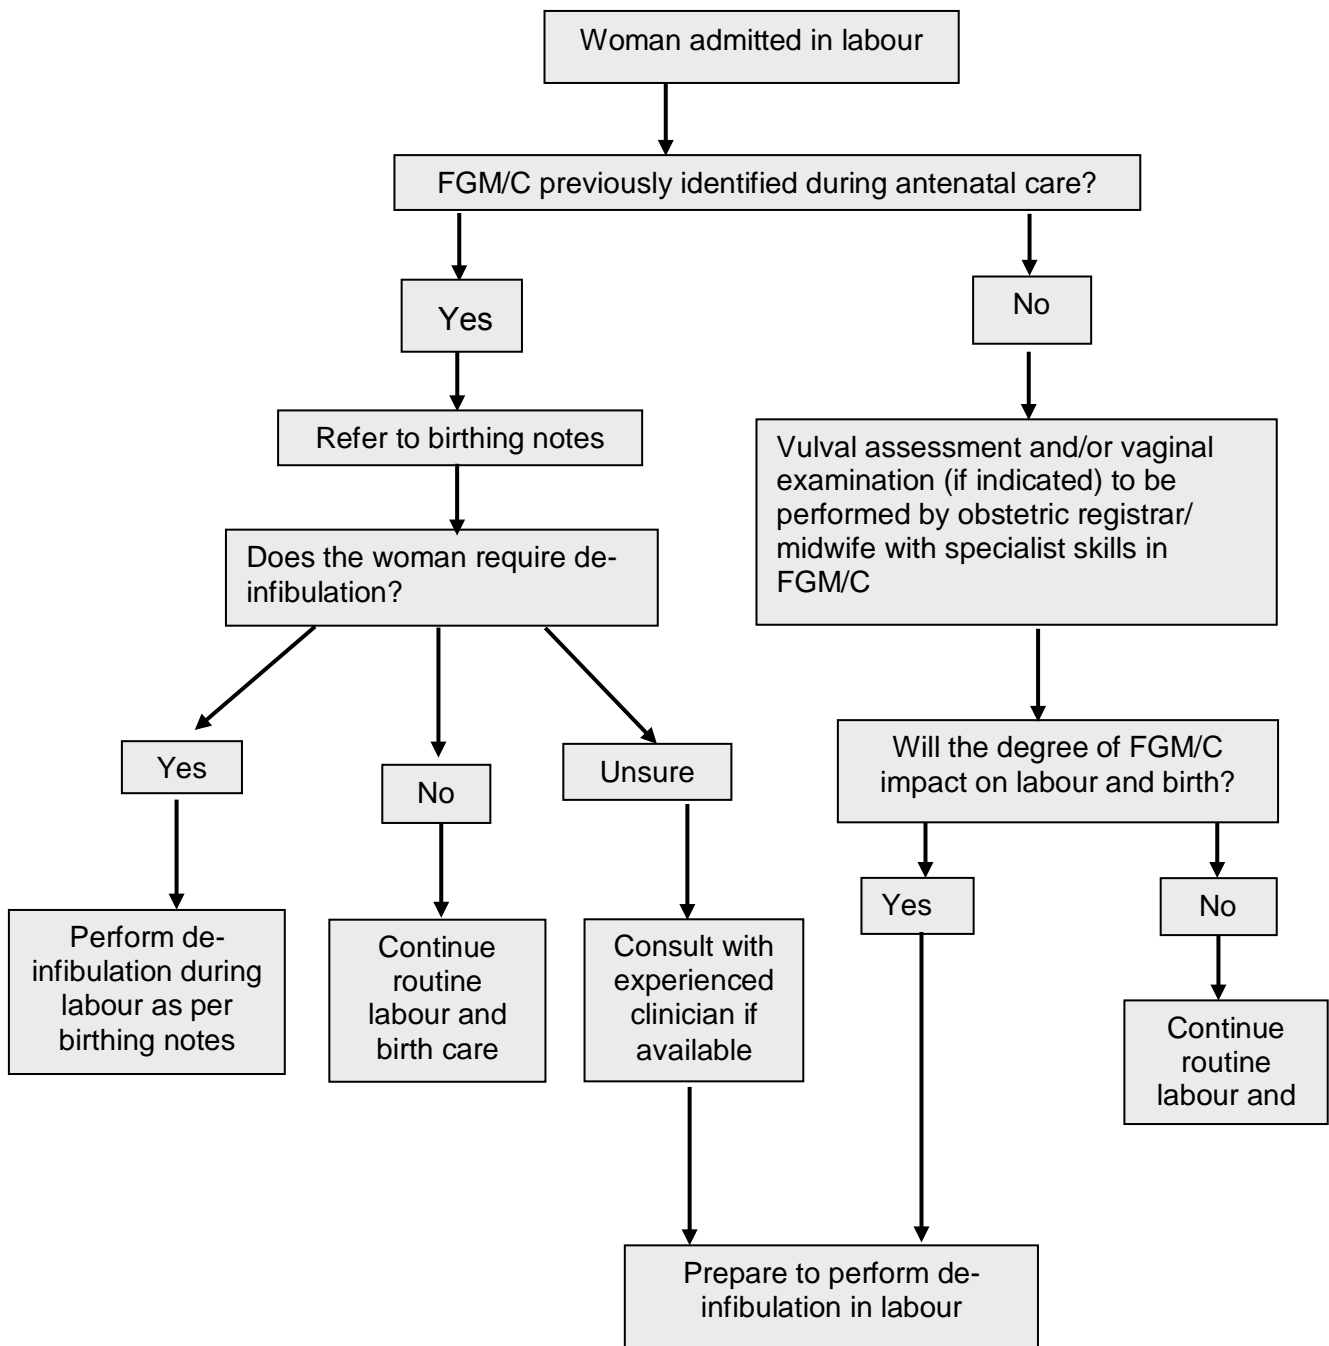 Woman admitted in labour
FGM/C previously identified during antenatal care?
Yes
No
Refer to birthing notes
Vulval assessment and/or vaginal
examination (if indicated) to be
performed by obstetric registrar/
midwife with specialist skills in
FGM/C
Does the woman require de-
infibulation?
Yes
No
Unsure
Will the degree of FGM/C
impact on labour and birth?
Yes
No
Perform de-
infibulation during
labour as per
birthing notes
Continue
routine
labour and
birth care
Consult with
experienced
clinician if
available
Continue
routine
labour and
Prepare to perform de-
infibulation in labour